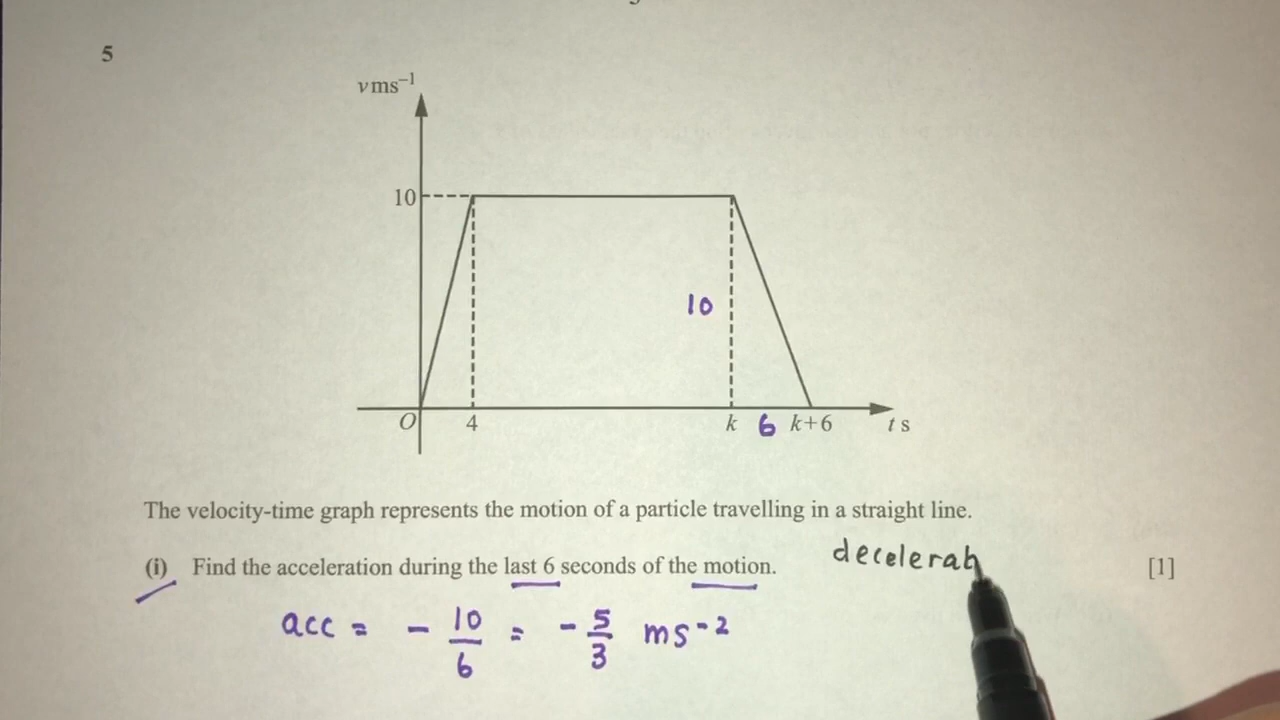 5
v ms⁻¹
10
10
O 4 k 6 k+6 t s
The velocity-time graph represents the motion of a particle travelling in a straight line.
(i) Find the acceleration during the last 6 seconds of the motion. decelerat [1]
acc = - 10/6 = - 5/3 ms⁻²